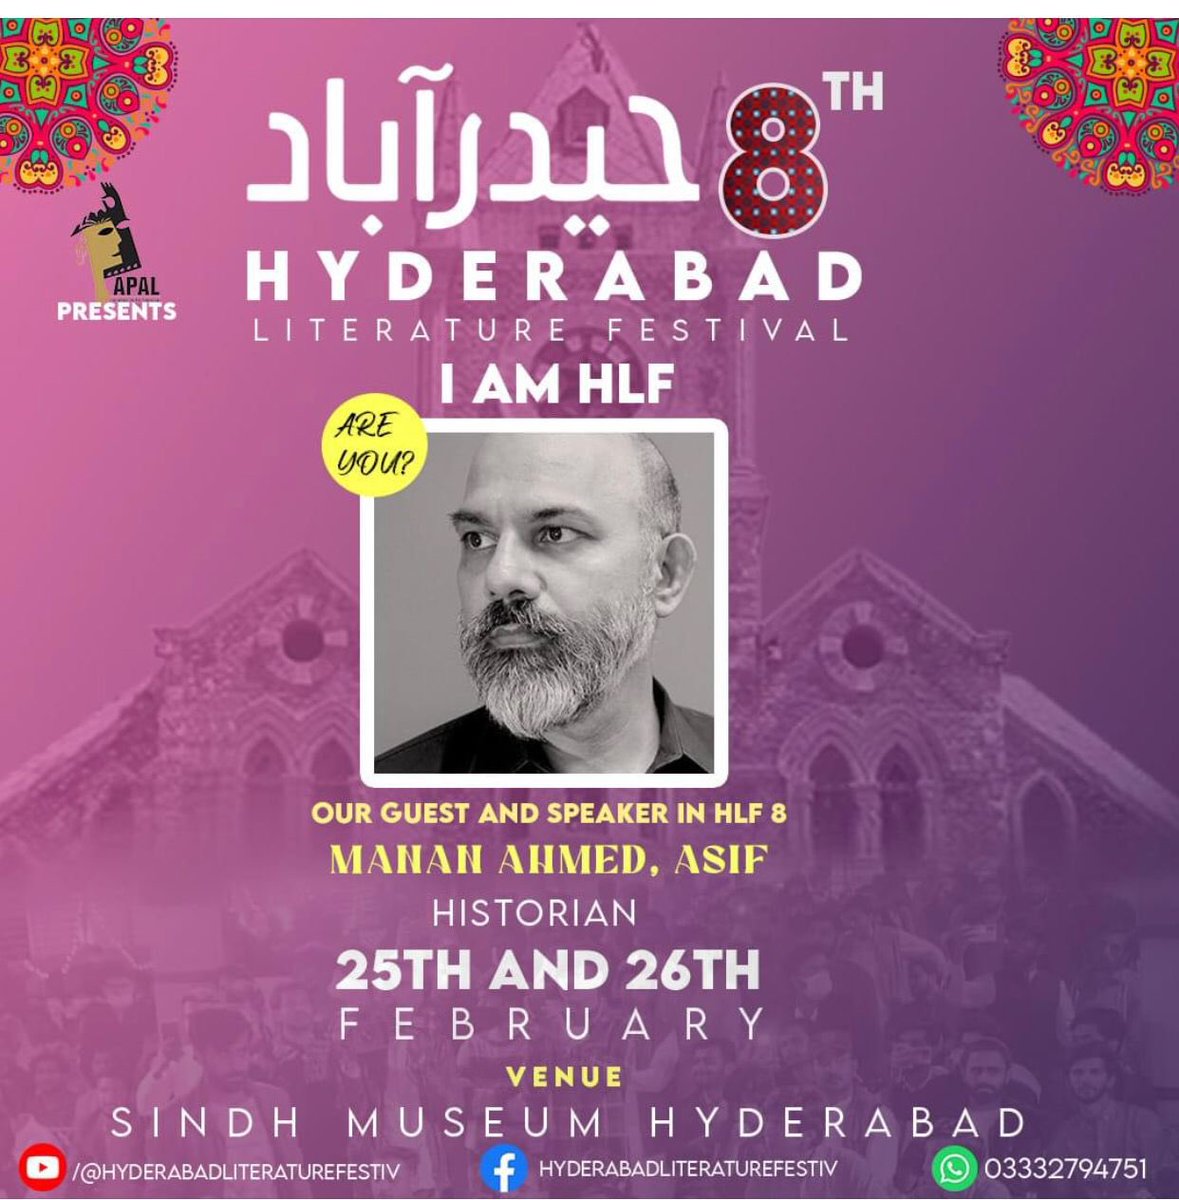 حیدرآباد 8TH
HYDERABAD
LITERATURE FESTIVAL
APAL
PRESENTS
I AM HLF
ARE
YOU?
OUR GUEST AND SPEAKER IN HLF 8
MANAN AHMED, ASIF
HISTORIAN
25TH AND 26TH
FEBRUARY
VENUE
SINDH MUSEUM HYDERABAD
/@HYDERABADLITERATUREFESTIV
HYDERABADLITERATUREFESTIV
03332794751